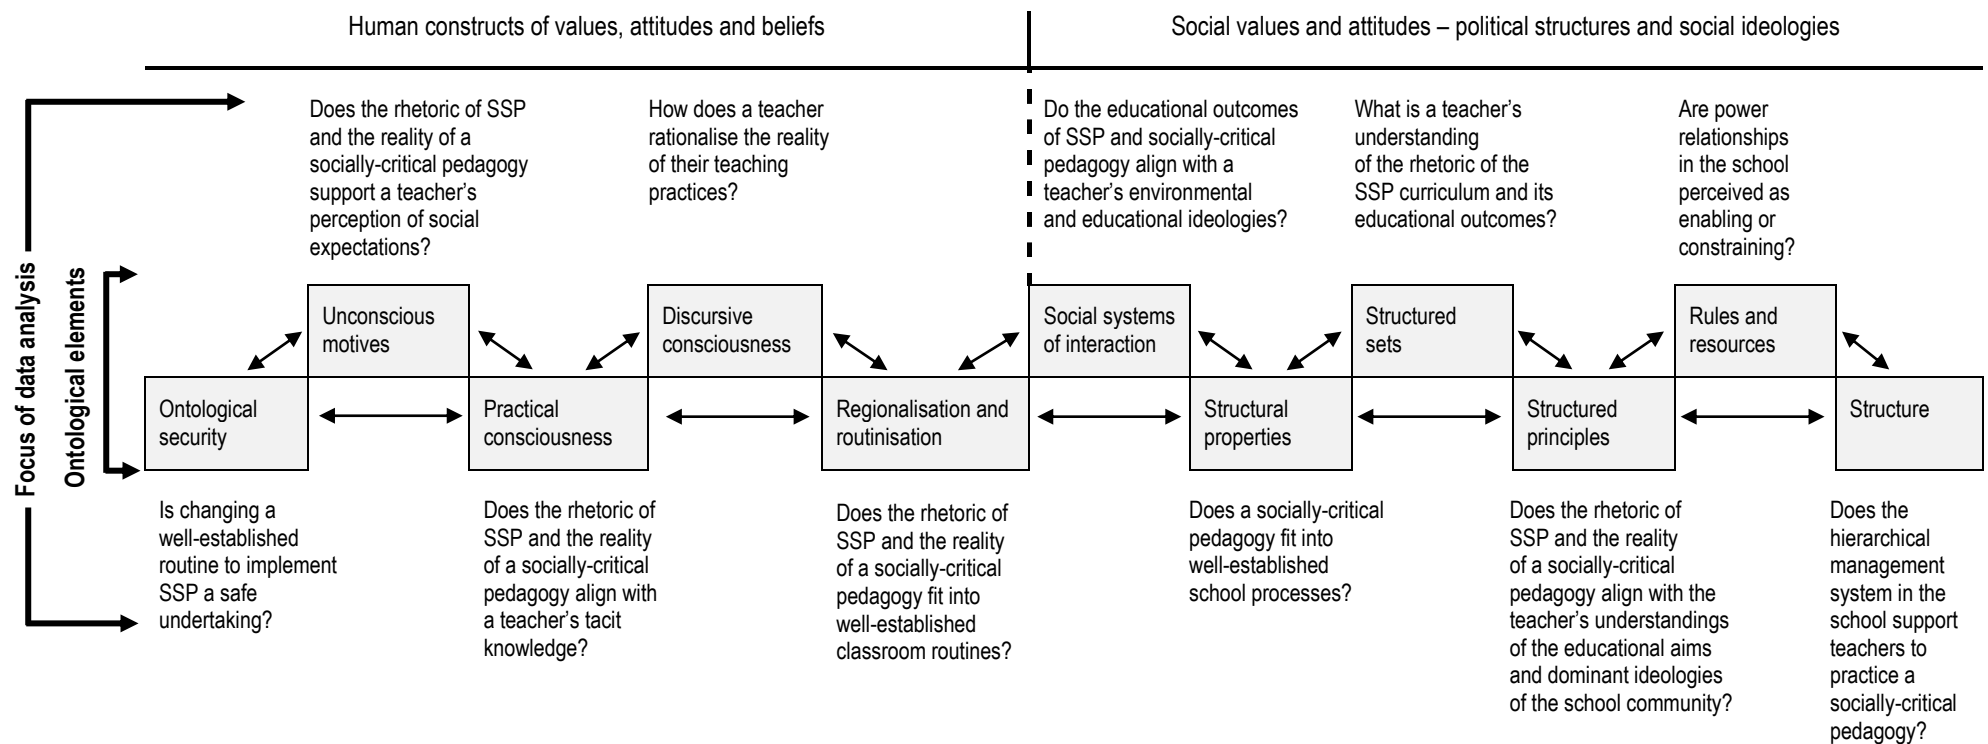 Human constructs of values, attitudes and beliefs
Social values and attitudes – political structures and social ideologies
Focus of data analysis
Ontological elements
Does the rhetoric of SSP
and the reality of a
socially-critical pedagogy
support a teacher's
perception of social
expectations?
How does a teacher
rationalise the reality
of their teaching
practices?
Do the educational outcomes
of SSP and socially-critical
pedagogy align with a
teacher's environmental
and educational ideologies?
What is a teacher's
understanding
of the rhetoric of the
SSP curriculum and its
educational outcomes?
Are power
relationships
in the school
perceived as
enabling or
constraining?
Unconscious
motives
Discursive
consciousness
Social systems
of interaction
Structured
sets
Rules and
resources
Ontological
security
Practical
consciousness
Regionalisation and
routinisation
Structural
properties
Structured
principles
Structure
Is changing a
well-established
routine to implement
SSP a safe
undertaking?
Does the rhetoric of
SSP and the reality
of a socially-critical
pedagogy align with
a teacher's tacit
knowledge?
Does the rhetoric of
SSP and the reality
of a socially-critical
pedagogy fit into
well-established
classroom routines?
Does a socially-critical
pedagogy fit into
well-established
school processes?
Does the rhetoric of
SSP and the reality
of a socially-critical
pedagogy align with the
teacher's understandings
of the educational aims
and dominant ideologies
of the school community?
Does the
hierarchical
management
system in the
school support
teachers to
practice a
socially-critical
pedagogy?